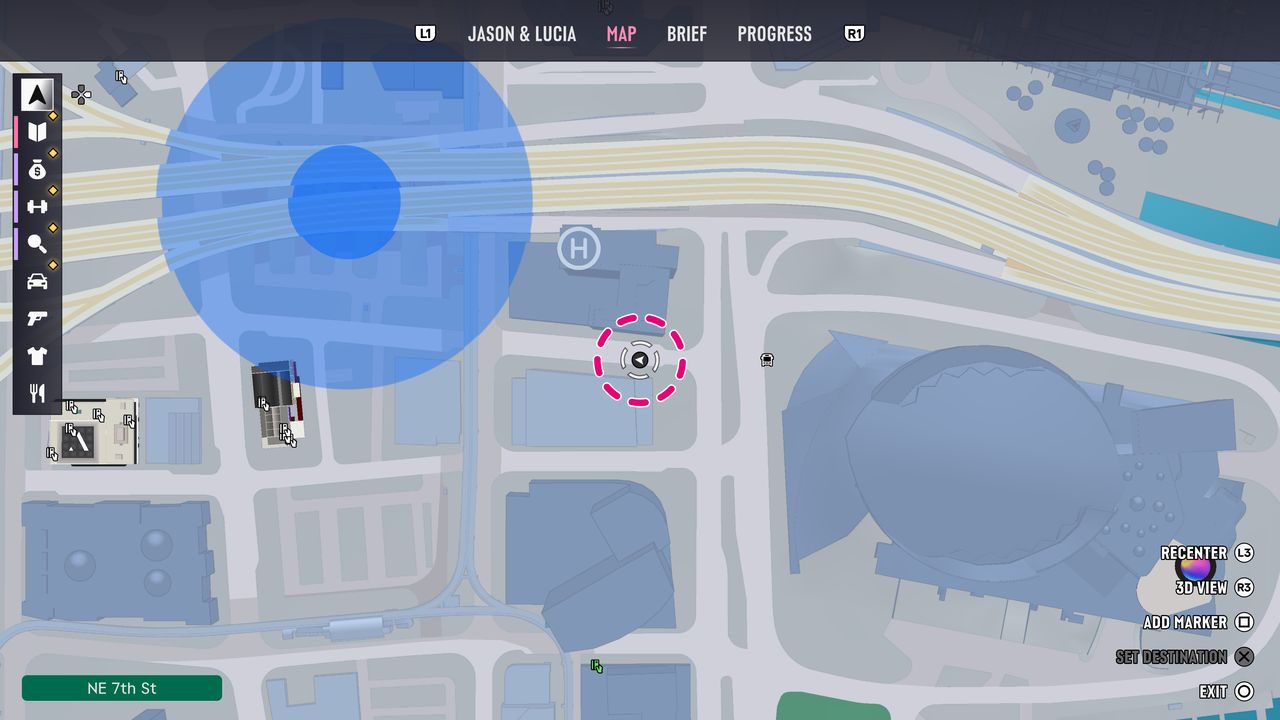 L1 JASON & LUCIA MAP BRIEF PROGRESS R1
H
RECENTER L3
3D VIEW R3
ADD MARKER
SET DESTINATION
EXIT
NE 7th St